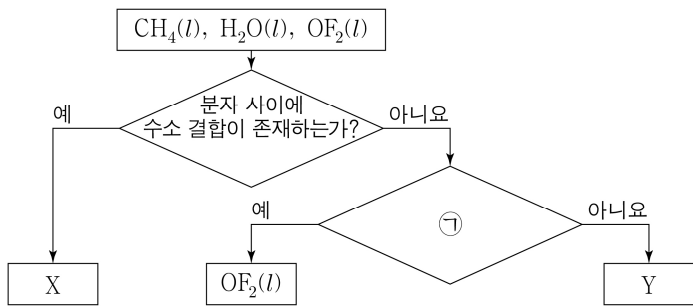 CH₄(l), H₂O(l), OF₂(l)
분자 사이에
수소 결합이 존재하는가?
예
아니요
㉠
예
아니요
X
OF₂(l)
Y